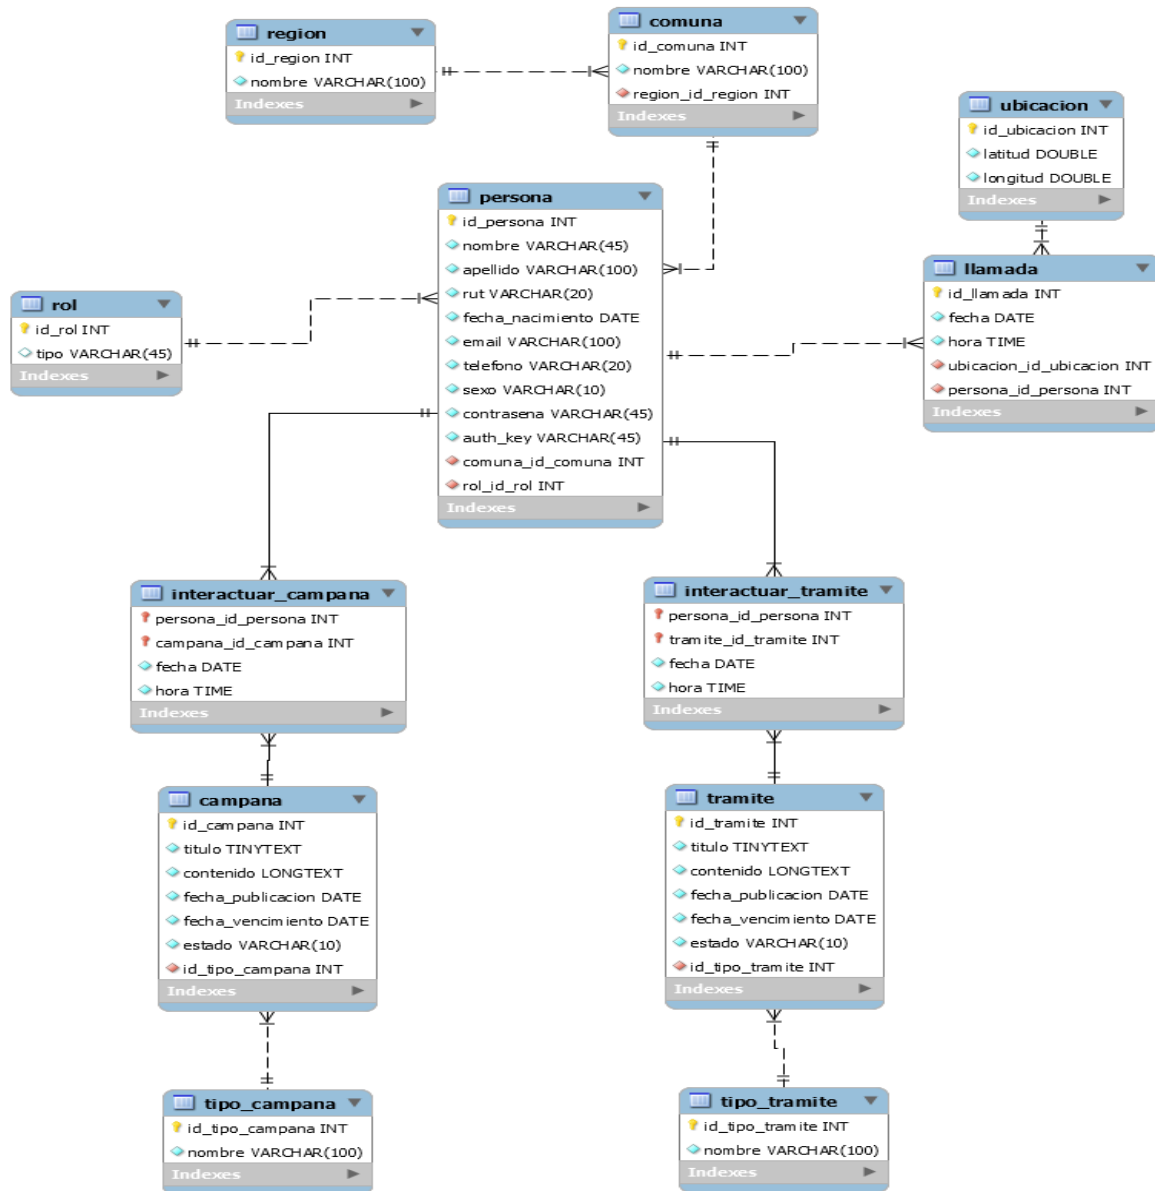 region
id_region INT
nombre VARCHAR(100)
Indexes
comuna
id_comuna INT
nombre VARCHAR(100)
region_id_region INT
Indexes
ubicacion
id_ubicacion INT
latitud DOUBLE
longitud DOUBLE
Indexes
persona
id_persona INT
nombre VARCHAR(45)
apellido VARCHAR(100)
rut VARCHAR(20)
fecha_nacimiento DATE
email VARCHAR(100)
telefono VARCHAR(20)
sexo VARCHAR(10)
contrasena VARCHAR(45)
auth_key VARCHAR(45)
comuna_id_comuna INT
rol_id_rol INT
Indexes
llamada
id_llamada INT
fecha DATE
hora TIME
ubicacion_id_ubicacion INT
persona_id_persona INT
Indexes
rol
id_rol INT
tipo VARCHAR(45)
Indexes
interactuar_campana
persona_id_persona INT
campana_id_campana INT
fecha DATE
hora TIME
Indexes
interactuar_tramite
persona_id_persona INT
tramite_id_tramite INT
fecha DATE
hora TIME
Indexes
campana
id_campana INT
titulo TINYTEXT
contenido LONGTEXT
fecha_publicacion DATE
fecha_vencimiento DATE
estado VARCHAR(10)
id_tipo_campana INT
Indexes
tramite
id_tramite INT
titulo TINYTEXT
contenido LONGTEXT
fecha_publicacion DATE
fecha_vencimiento DATE
estado VARCHAR(10)
id_tipo_tramite INT
Indexes
tipo_campana
id_tipo_campana INT
nombre VARCHAR(100)
Indexes
tipo_tramite
id_tipo_tramite INT
nombre VARCHAR(100)
Indexes